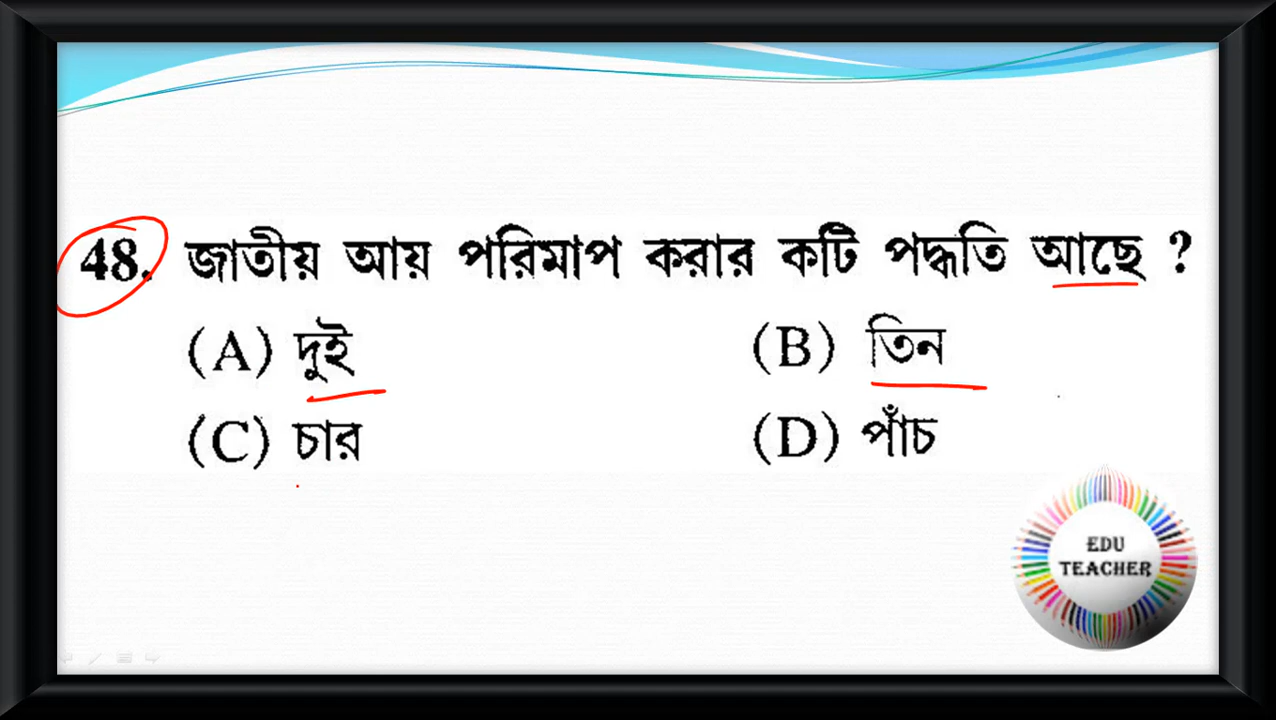 48. জাতীয় আয় পরিমাপ করার কটি পদ্ধতি আছে ?
(A) দুই (B) তিন
(C) চার (D) পাঁচ
EDU
TEACHER